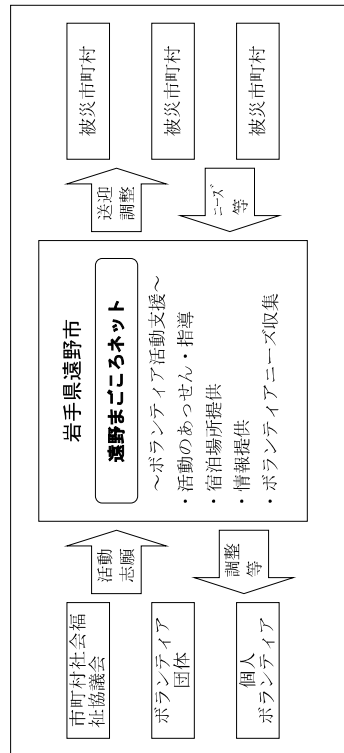 市町村社会福
祉協議会
ボランティア
団体
個人
ボランティア
活動
志願
調整
等
岩手県遠野市
遠野まごころネット
～ボランティア活動支援～
・活動のあっせん・指導
・宿泊場所提供
・情報提供
・ボランティアニーズ収集
送迎
調整
ニーズ
等
被災市町村
被災市町村
被災市町村